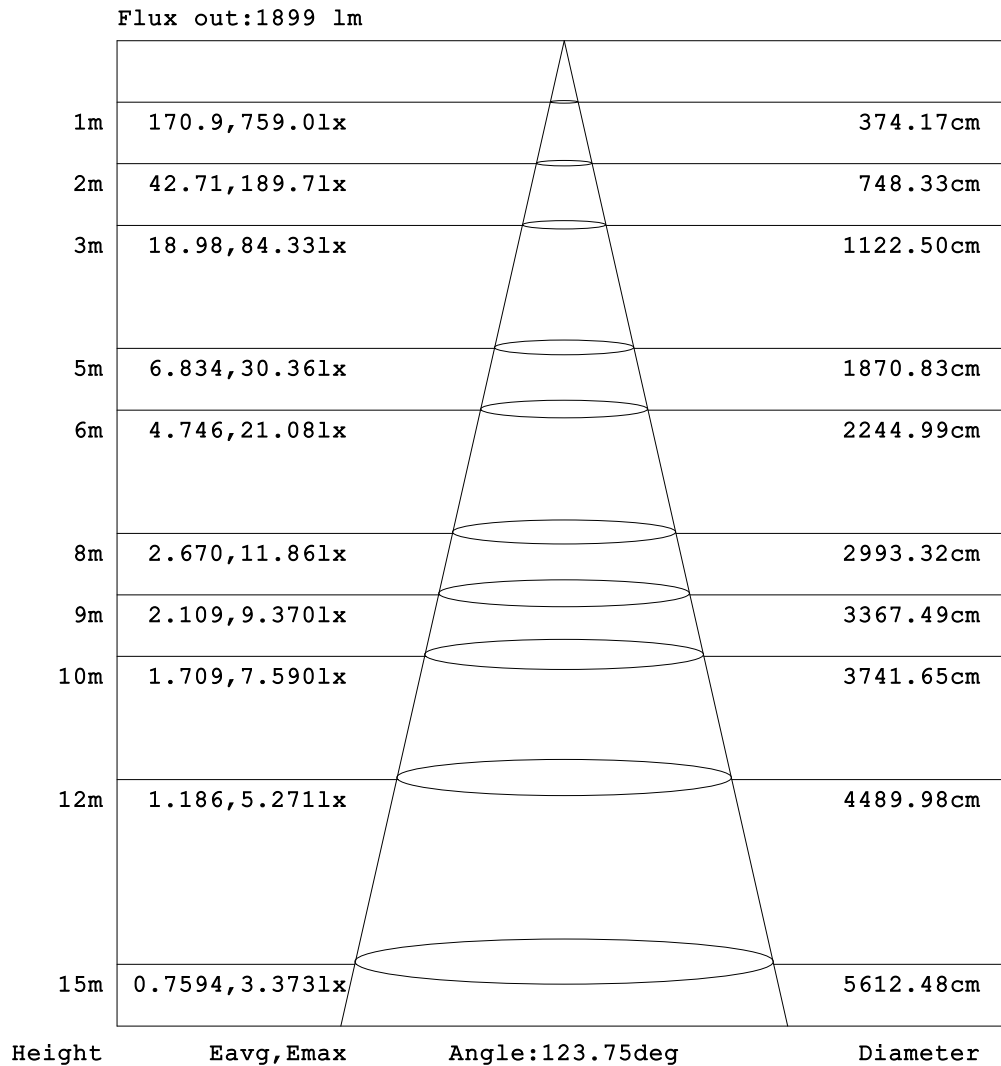 Flux out:1899 lm
1m 170.9,759.0lx 374.17cm
2m 42.71,189.7lx 748.33cm
3m 18.98,84.33lx 1122.50cm
5m 6.834,30.36lx 1870.83cm
6m 4.746,21.08lx 2244.99cm
8m 2.670,11.86lx 2993.32cm
9m 2.109,9.370lx 3367.49cm
10m 1.709,7.590lx 3741.65cm
12m 1.186,5.271lx 4489.98cm
15m 0.7594,3.373lx 5612.48cm
Height Eavg,Emax Angle:123.75deg Diameter